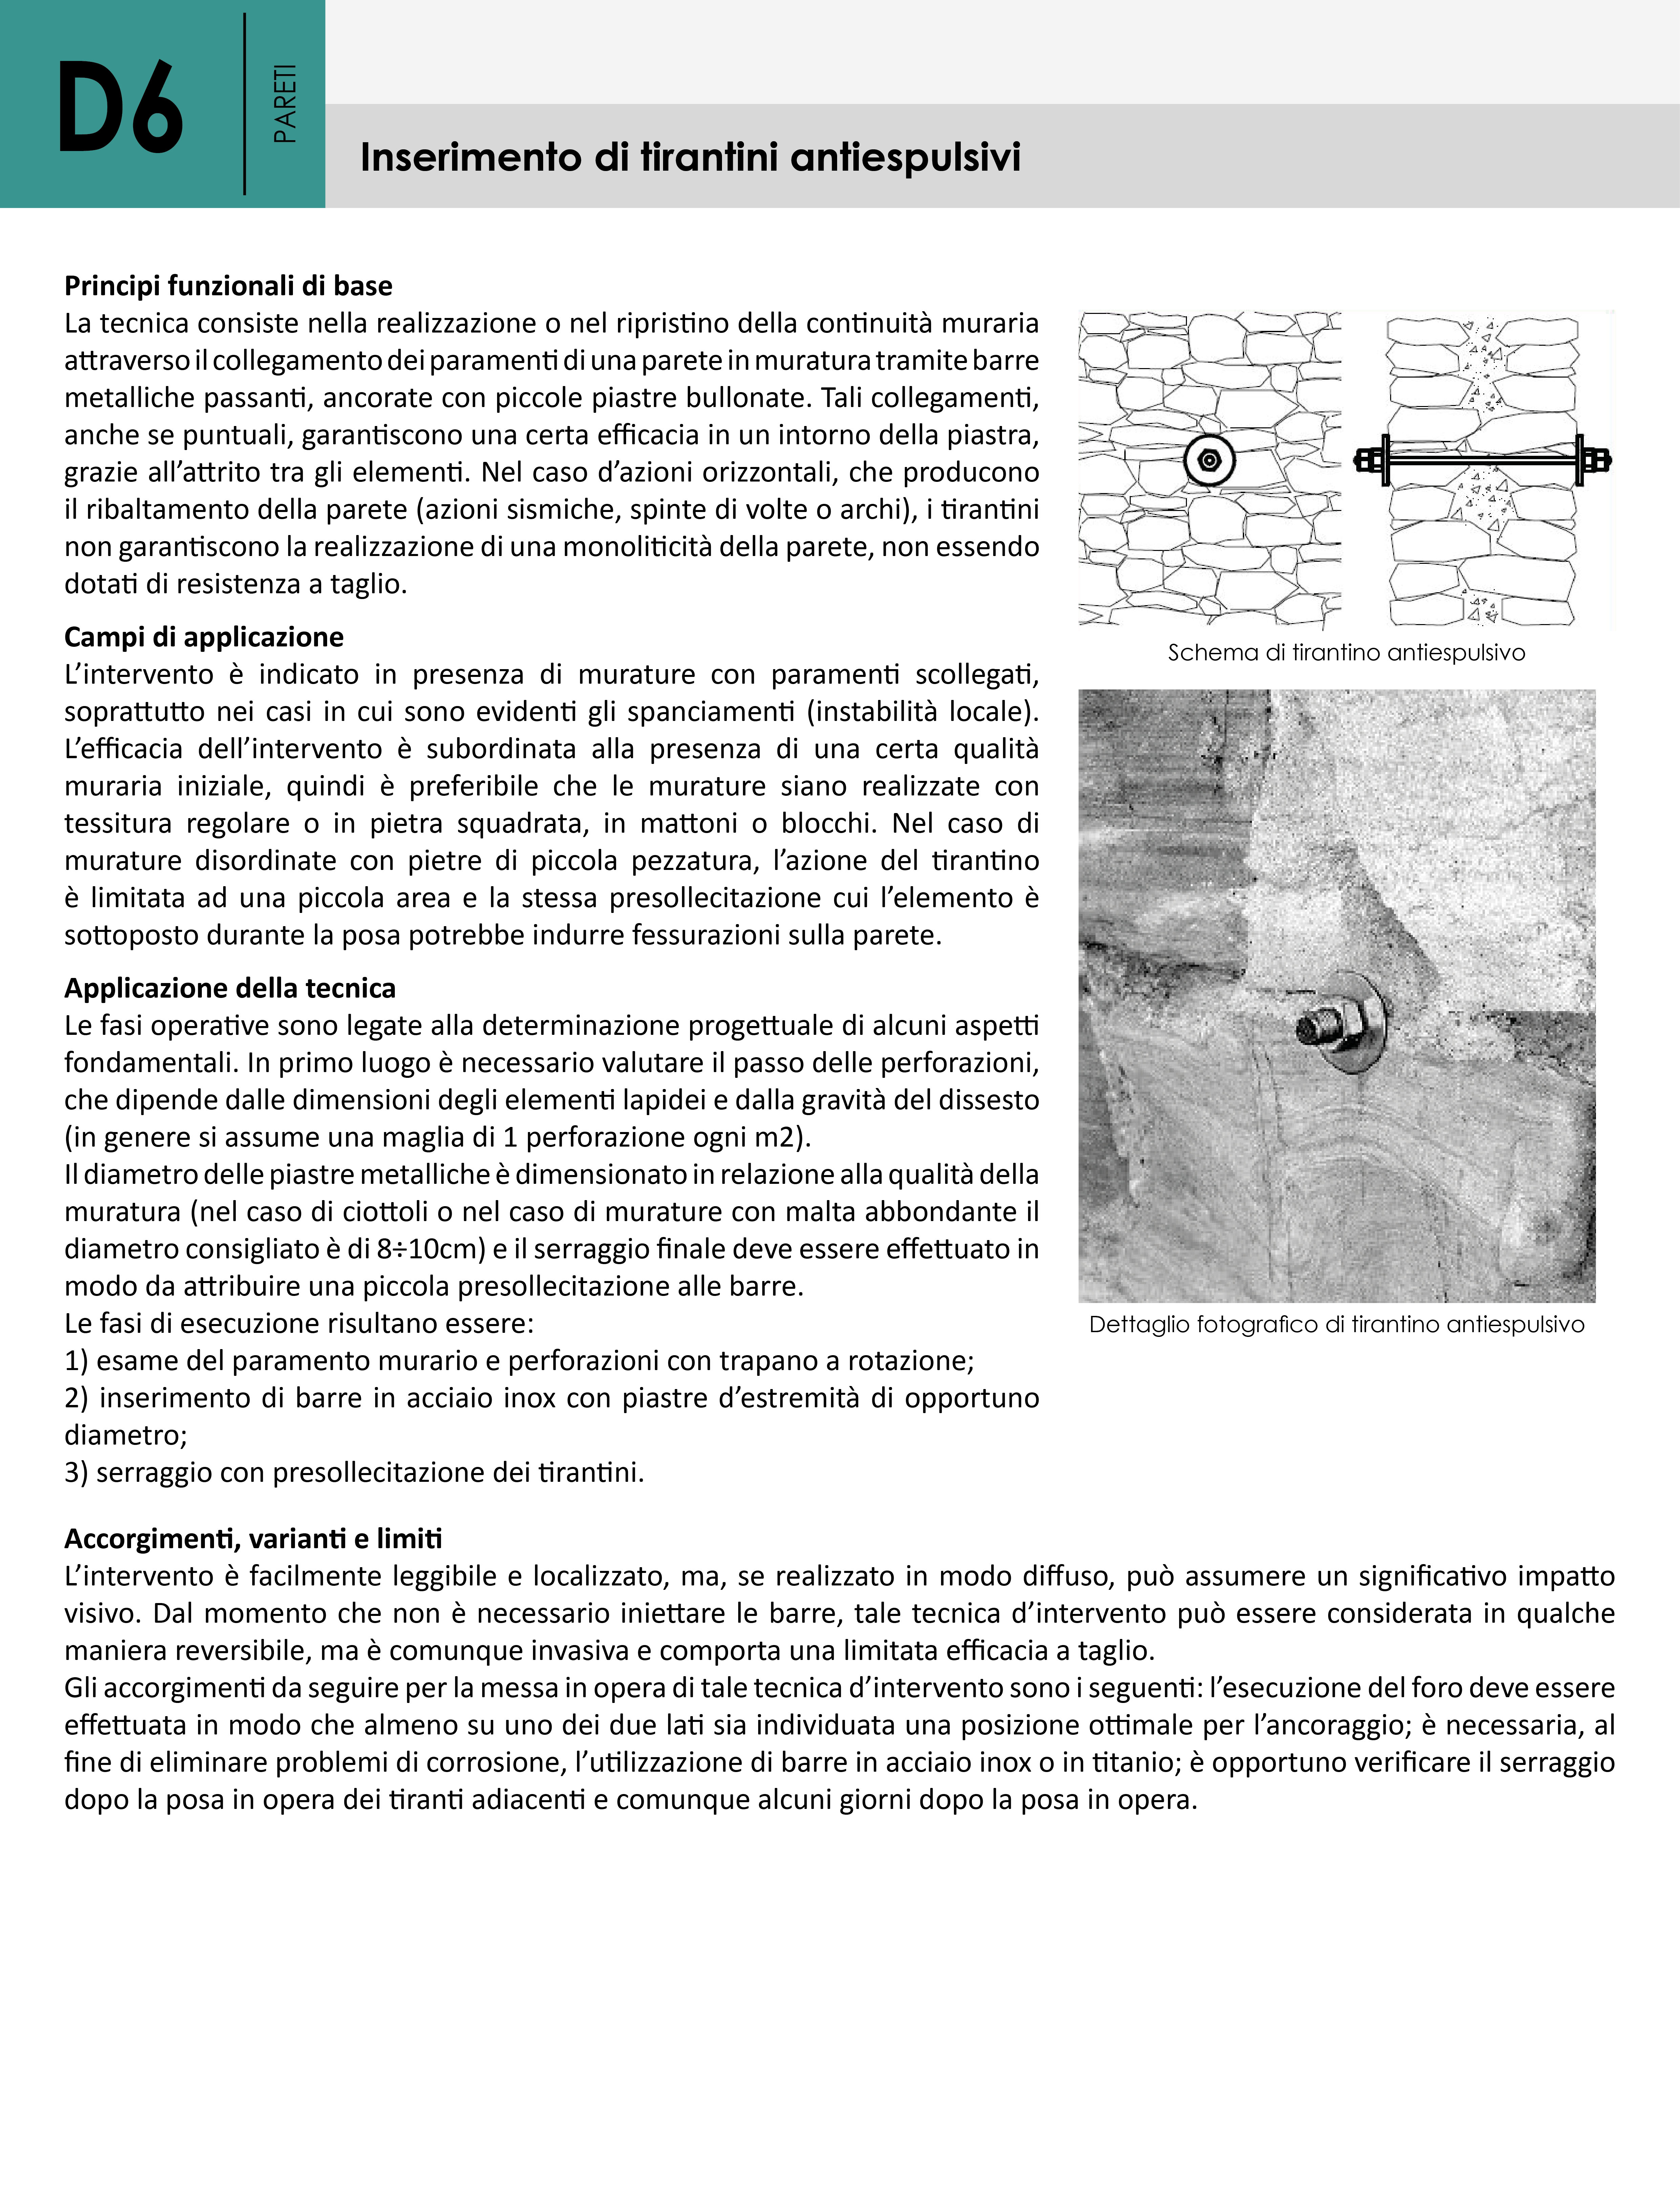 D6
PARETI
Inserimento di tirantini antiespulsivi
Principi funzionali di base
La tecnica consiste nella realizzazione o nel ripristino della continuità muraria
attraverso il collegamento dei paramenti di una parete in muratura tramite barre
metalliche passanti, ancorate con piccole piastre bullonate. Tali collegamenti,
anche se puntuali, garantiscono una certa efficacia in un intorno della piastra,
grazie all’attrito tra gli elementi. Nel caso d’azioni orizzontali, che producono
il ribaltamento della parete (azioni sismiche, spinte di volte o archi), i tirantini
non garantiscono la realizzazione di una monoliticità della parete, non essendo
dotati di resistenza a taglio.
Campi di applicazione
L’intervento è indicato in presenza di murature con paramenti scollegati,
soprattutto nei casi in cui sono evidenti gli spanciamenti (instabilità locale).
L’efficacia dell’intervento è subordinata alla presenza di una certa qualità
muraria iniziale, quindi è preferibile che le murature siano realizzate con
tessitura regolare o in pietra squadrata, in mattoni o blocchi. Nel caso di
murature disordinate con pietre di piccola pezzatura, l’azione del tirantino
è limitata ad una piccola area e la stessa presollecitazione cui l’elemento è
sottoposto durante la posa potrebbe indurre fessurazioni sulla parete.
Applicazione della tecnica
Le fasi operative sono legate alla determinazione progettuale di alcuni aspetti
fondamentali. In primo luogo è necessario valutare il passo delle perforazioni,
che dipende dalle dimensioni degli elementi lapidei e dalla gravità del dissesto
(in genere si assume una maglia di 1 perforazione ogni m2).
Il diametro delle piastre metalliche è dimensionato in relazione alla qualità della
muratura (nel caso di ciottoli o nel caso di murature con malta abbondante il
diametro consigliato è di 8÷10cm) e il serraggio finale deve essere effettuato in
modo da attribuire una piccola presollecitazione alle barre.
Le fasi di esecuzione risultano essere:
1) esame del paramento murario e perforazioni con trapano a rotazione;
2) inserimento di barre in acciaio inox con piastre d’estremità di opportuno
diametro;
3) serraggio con presollecitazione dei tirantini.
Schema di tirantino antiespulsivo
Dettaglio fotografico di tirantino antiespulsivo
Accorgimenti, varianti e limiti
L’intervento è facilmente leggibile e localizzato, ma, se realizzato in modo diffuso, può assumere un significativo impatto
visivo. Dal momento che non è necessario iniettare le barre, tale tecnica d’intervento può essere considerata in qualche
maniera reversibile, ma è comunque invasiva e comporta una limitata efficacia a taglio.
Gli accorgimenti da seguire per la messa in opera di tale tecnica d’intervento sono i seguenti: l’esecuzione del foro deve essere
effettuata in modo che almeno su uno dei due lati sia individuata una posizione ottimale per l’ancoraggio; è necessaria, al
fine di eliminare problemi di corrosione, l’utilizzazione di barre in acciaio inox o in titanio; è opportuno verificare il serraggio
dopo la posa in opera dei tiranti adiacenti e comunque alcuni giorni dopo la posa in opera.